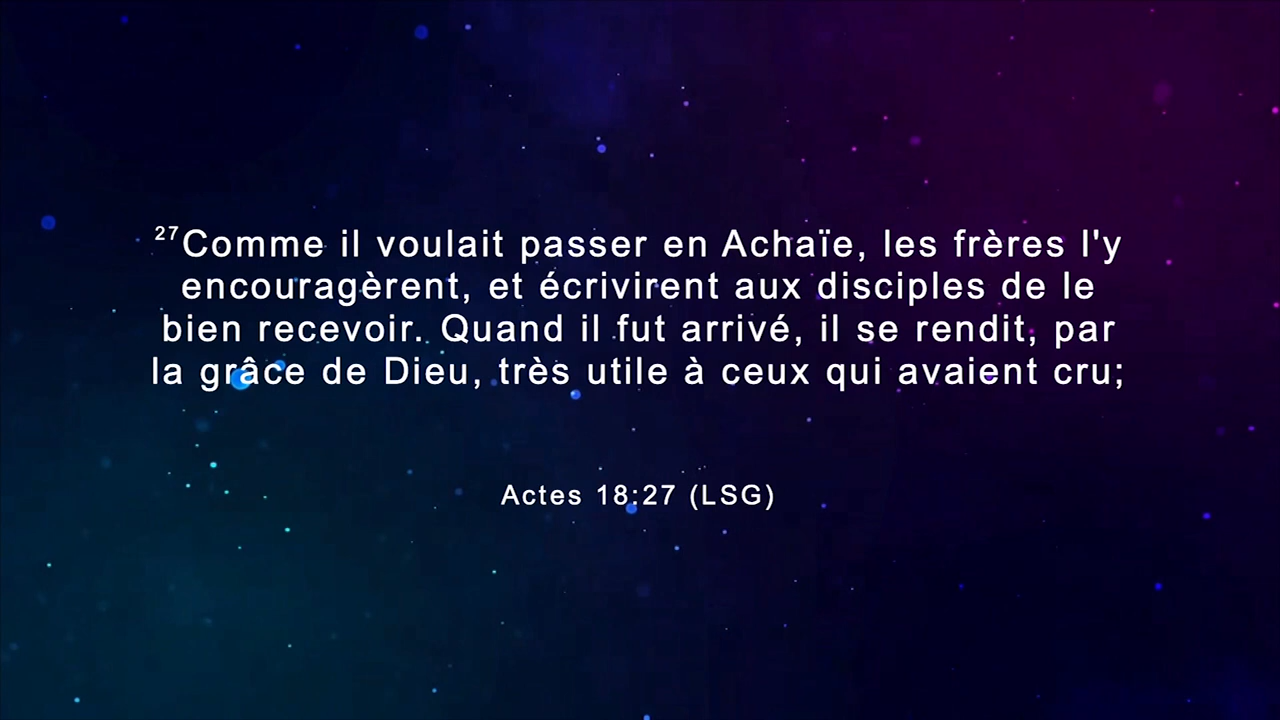 27Comme il voulait passer en Achaïe, les frères l'y
encouragèrent, et écrivirent aux disciples de le
bien recevoir. Quand il fut arrivé, il se rendit, par
la grâce de Dieu, très utile à ceux qui avaient cru;
Actes 18:27 (LSG)